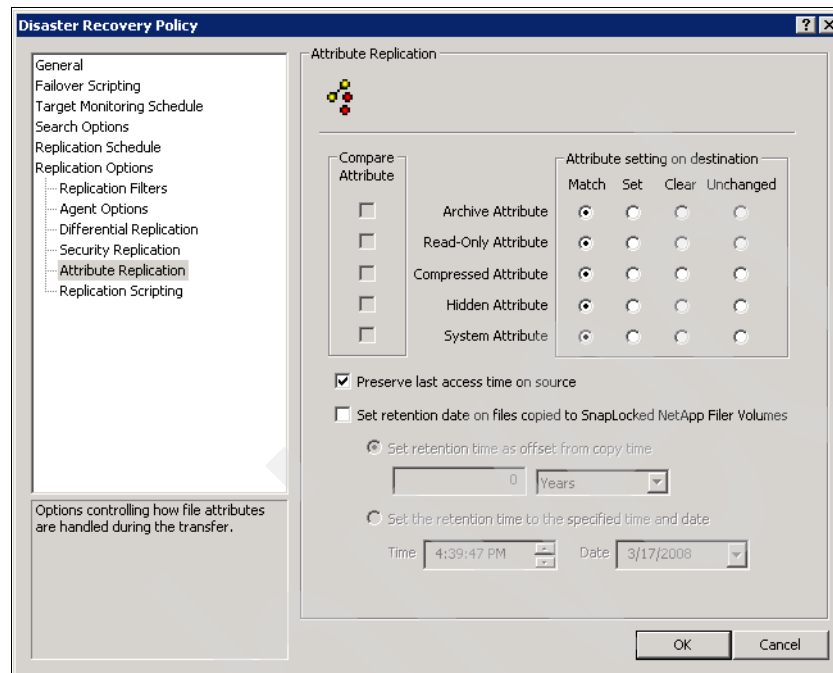 Disaster Recovery Policy
General
Failover Scripting
Target Monitoring Schedule
Search Options
Replication Schedule
Replication Options
Replication Filters
Agent Options
Differential Replication
Security Replication
Attribute Replication
Replication Scripting
Options controlling how file attributes
are handled during the transfer.
Attribute Replication
Compare
Attribute
Attribute setting on destination
Match Set Clear Unchanged
Archive Attribute
Read-Only Attribute
Compressed Attribute
Hidden Attribute
System Attribute
Preserve last access time on source
Set retention date on files copied to SnapLocked NetApp Filer Volumes
Set retention time as offset from copy time
0 Years
Set the retention time to the specified time and date
Time 4:39:47 PM Date 3/17/2008
OK Cancel